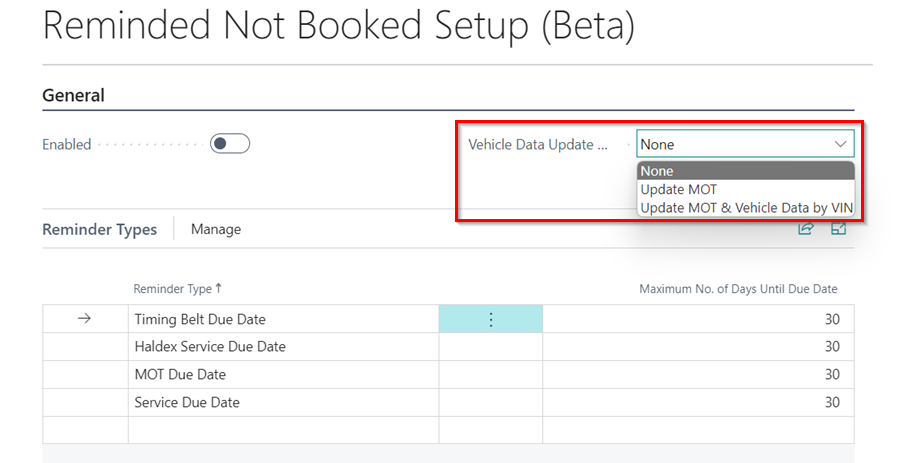 Reminded Not Booked Setup (Beta)
General
Enabled
Vehicle Data Update ...
None
None
Update MOT
Update MOT & Vehicle Data by VIN
Reminder Types
Manage
Reminder Type ↑
Maximum No. of Days Until Due Date
Timing Belt Due Date 30
Haldex Service Due Date 30
MOT Due Date 30
Service Due Date 30